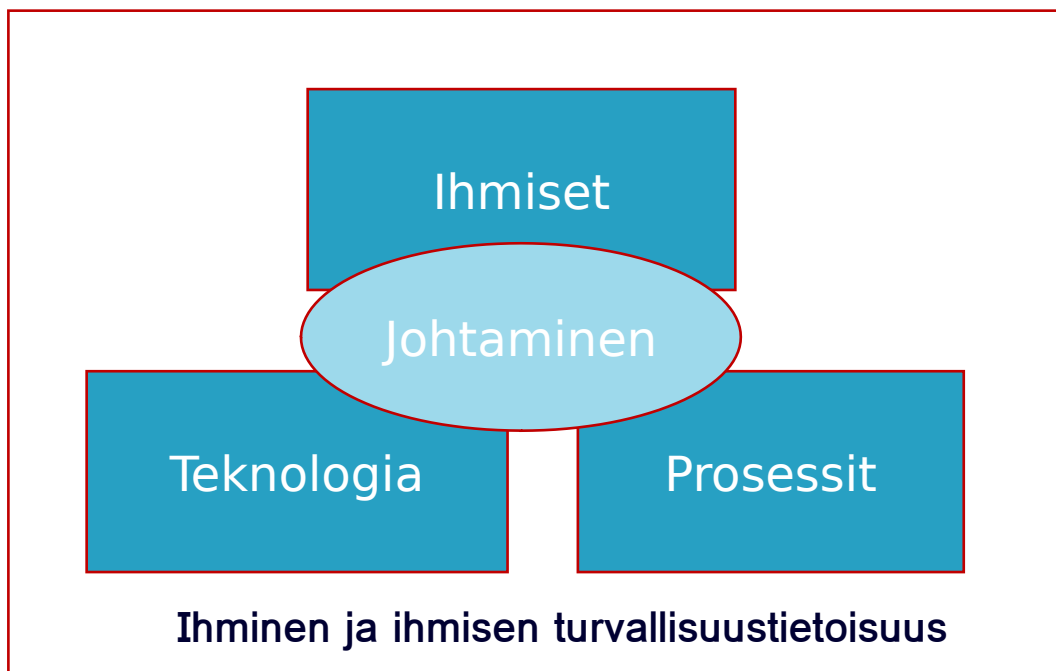 Ihmiset
Johtaminen
Teknologia
Prosessit
Ihminen ja ihmisen turvallisuustietoisuus